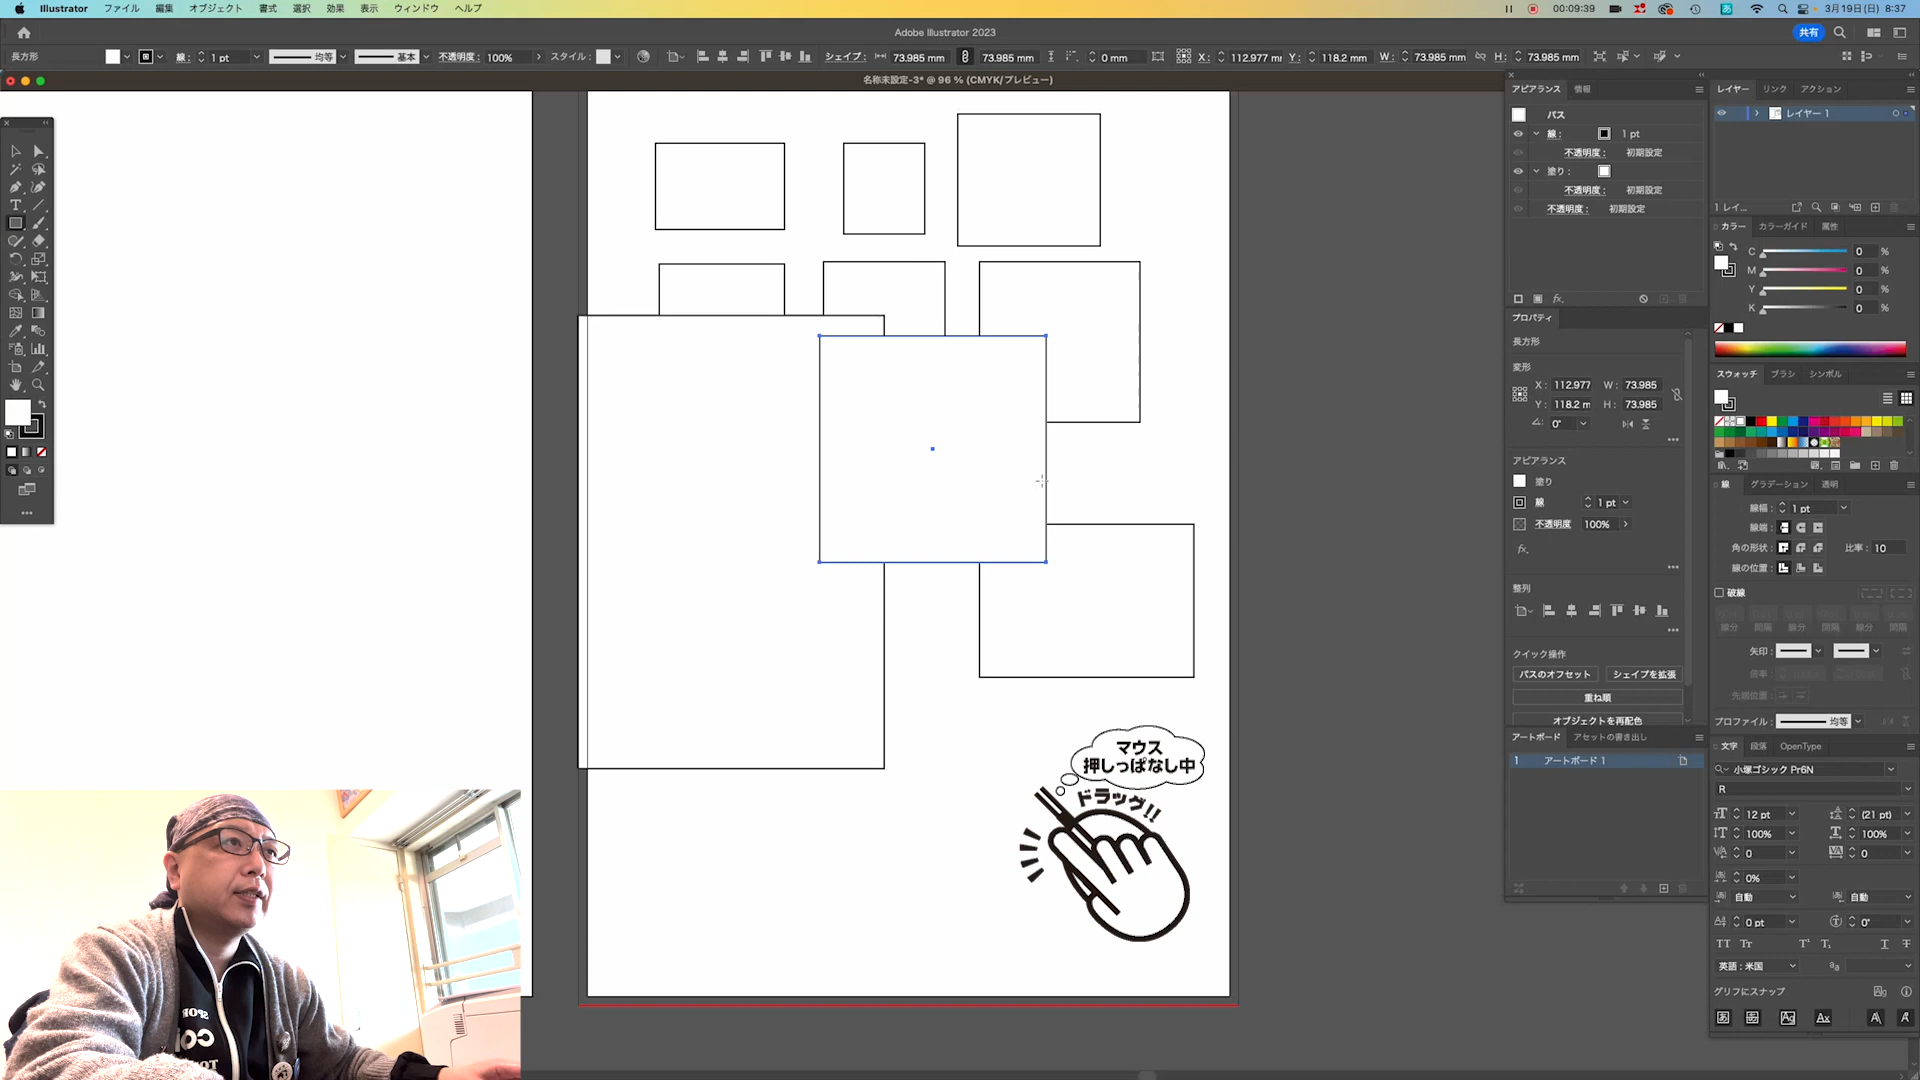 Illustrator ファイル 編集 オブジェクト 書式 選択 効果 表示 ウィンドウ ヘルプ
00:09:39 あ 3月19日(日) 8:37
Adobe Illustrator 2023
共有
長方形 線: 1 pt 均等 基本 不透明度: 100% スタイル: シェイプ: 73.985 mm 73.985 mm 0 mm X: 112.977 mm Y: 118.2 mm W: 73.985 mm H: 73.985 mm
名称未設定-3* @ 96 % (CMYK/プレビュー)
アピアランス 情報
パス
線: 1 pt
不透明度: 初期設定
塗り:
不透明度: 初期設定
不透明度: 初期設定
fx.
プロパティ
長方形
変形
X: 112.977 W: 73.985
Y: 118.2 m H: 73.985
0°
アピアランス
塗り
線 1 pt
不透明度 100%
fx.
整列
クイック操作
パスのオフセット シェイプを拡張
重ね順
オブジェクトを再配色
アートボード アセットの書き出し
1 アートボード 1
レイヤー リンク アクション
レイヤー 1
1 レイ...
カラー カラーガイド 属性
C 0 %
M 0 %
Y 0 %
K 0 %
スウォッチ ブラシ シンボル
線 グラデーション 透明
線幅: 1 pt
線端:
角の形状: 比率: 10
線の位置:
破線
線分 間隔 線分 間隔 線分 間隔
矢印:
倍率:
先端位置:
プロファイル: 均等
文字 段落 OpenType
小塚ゴシック Pr6N
R
12 pt (21 pt)
100% 100%
0 0
0%
自動 自動
0 pt 0°
TT Tr T¹ T₁ T T
英語: 米国 aa
グリフにスナップ
マウス
押しっぱなし中
ドラッグ!!